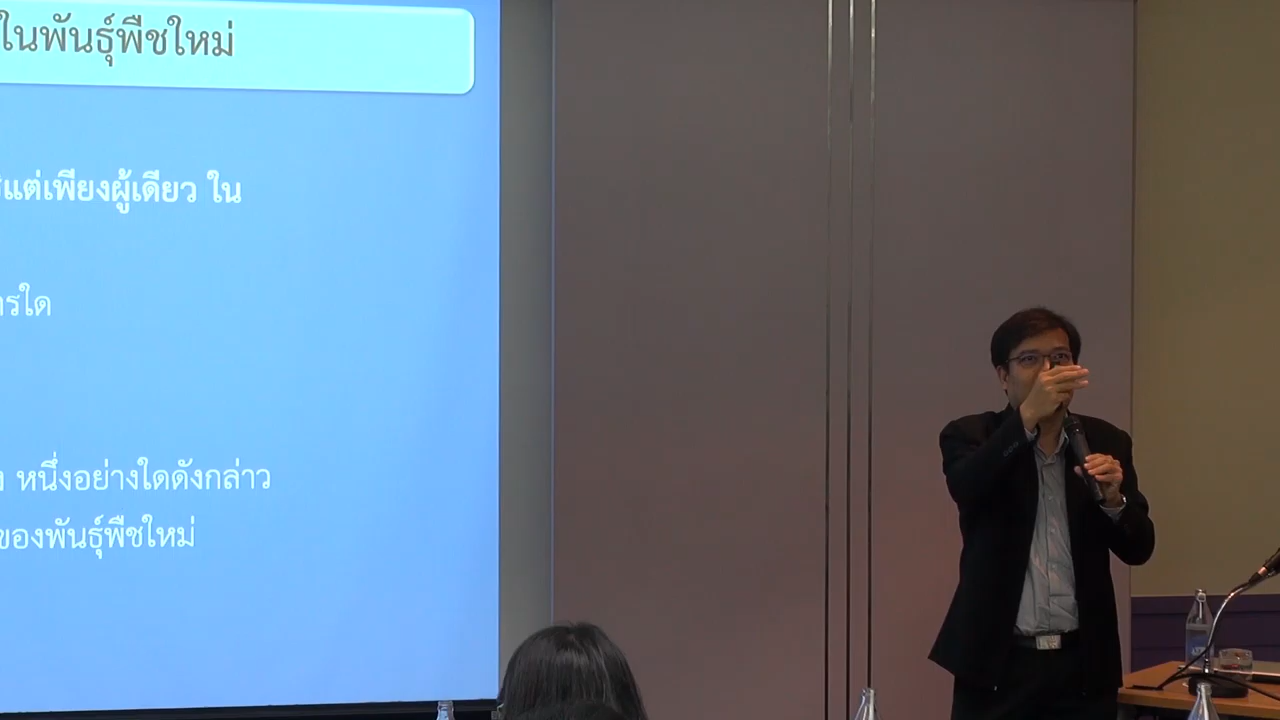 ในพันธุ์พืชใหม่
แต่เพียงผู้เดียว ใน
ใด
หนึ่งอย่างใดดังกล่าว
ของพันธุ์พืชใหม่